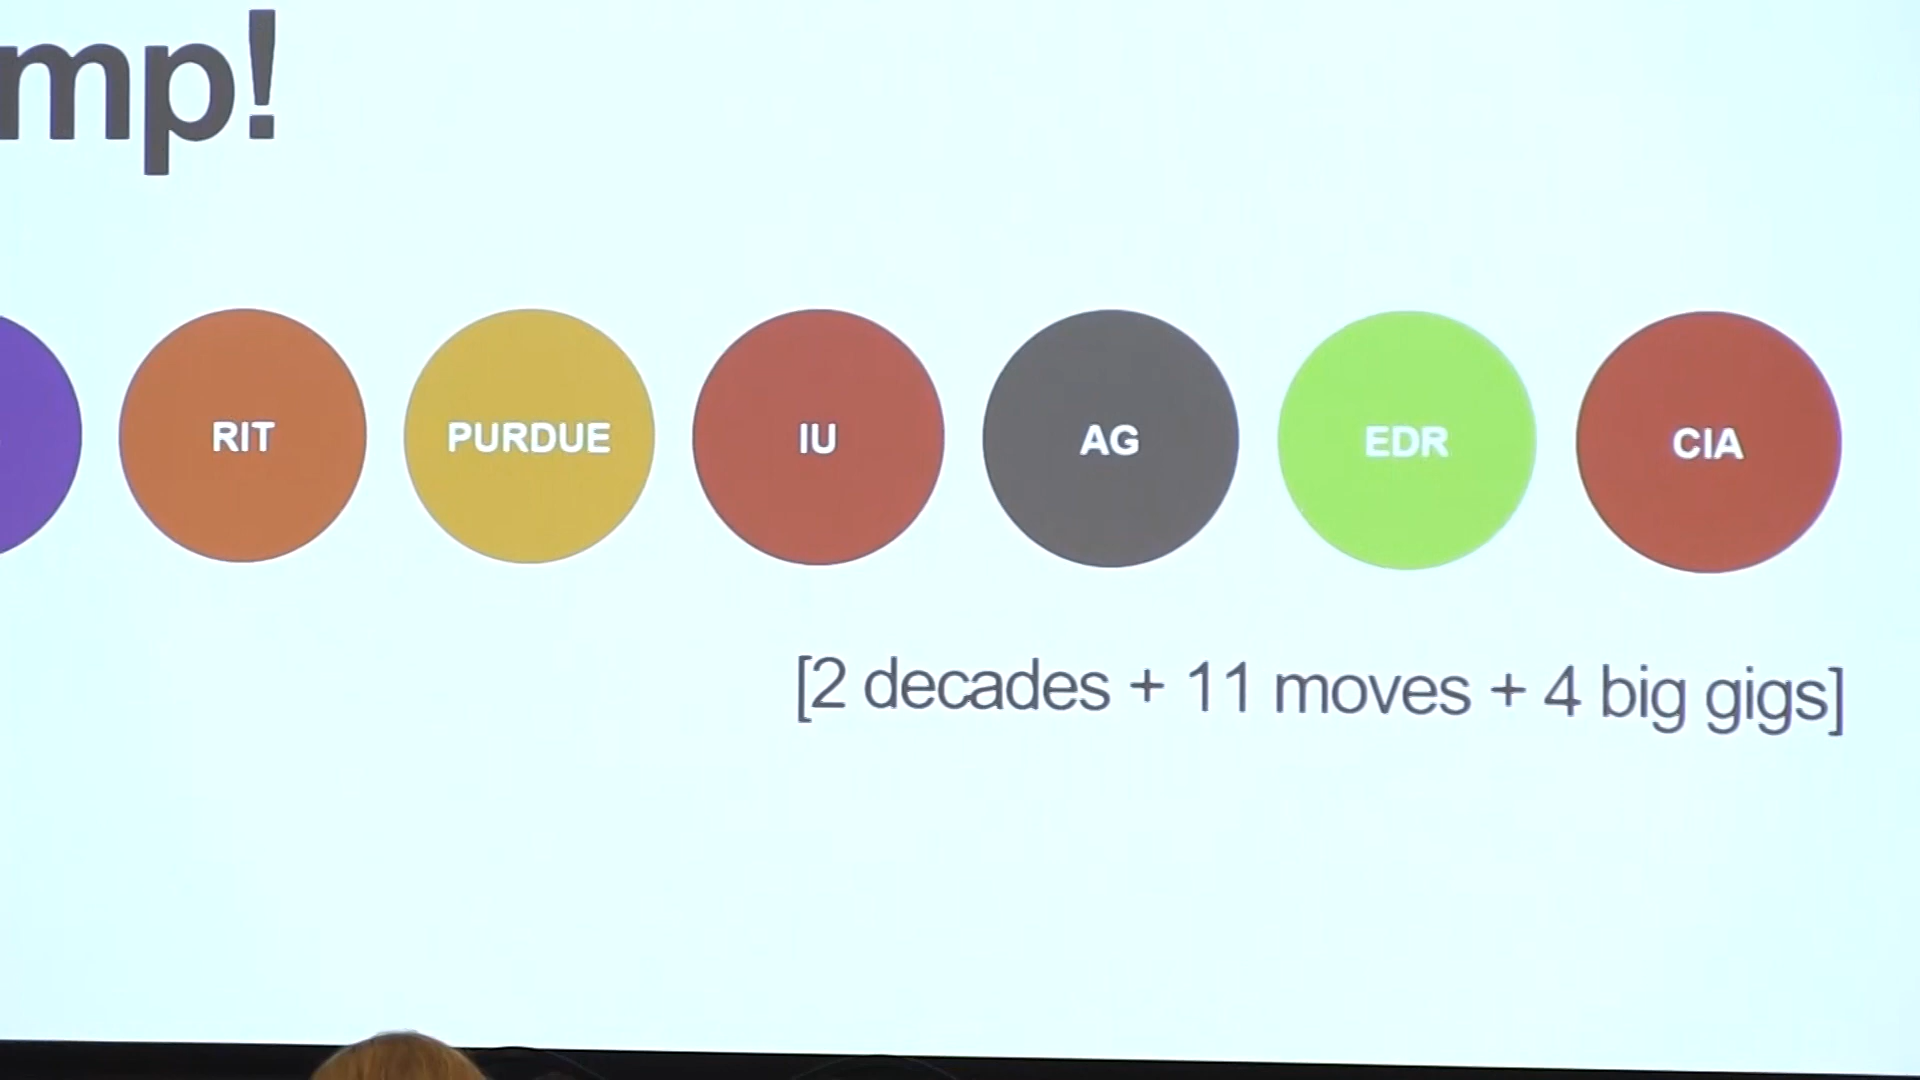 mp!
RIT
PURDUE
IU
AG
EDR
CIA
[2 decades + 11 moves + 4 big gigs]